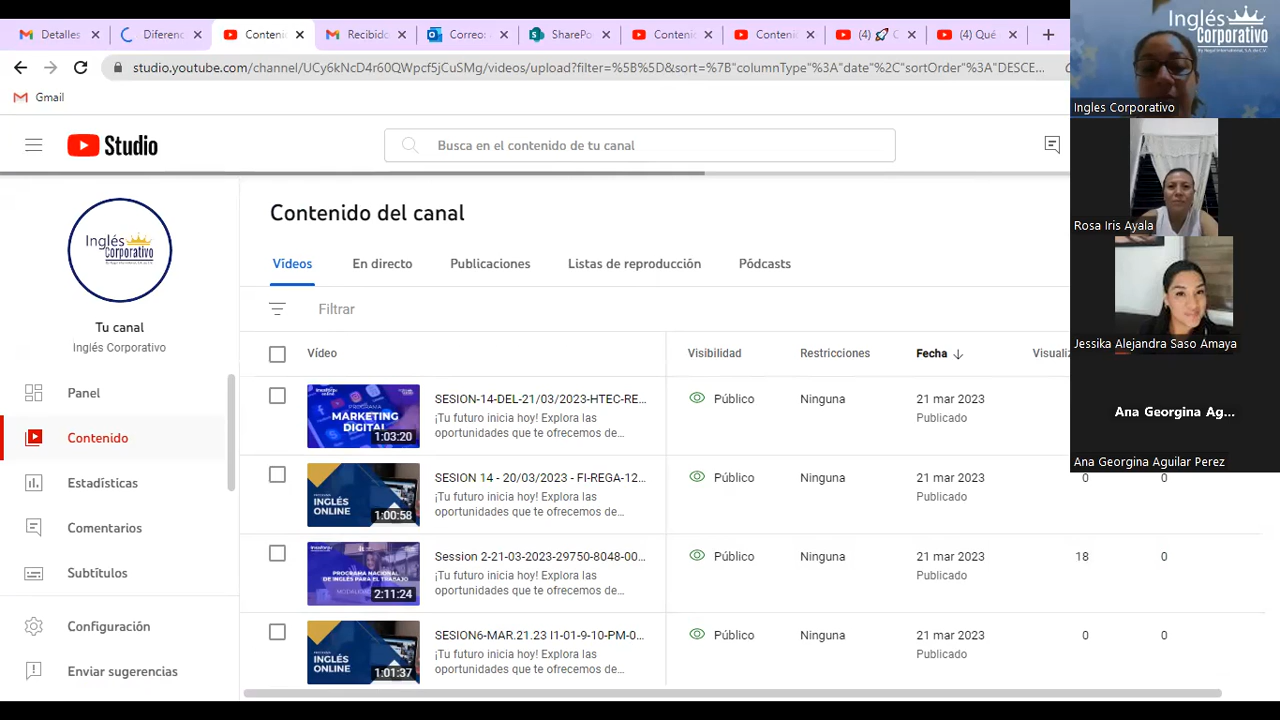 Detalles
Diferenc
Conteni
Recibido
Correo
SharePo
Conteni
Conteni
(4)
(4) Qué
studio.youtube.com/channel/UCy6kNcD4r60QWpcf5jCuSMg/videos/upload?filter=%5B%5D&sort=%7B"columnType"%3A"date"%2C"sortOrder"%3A"DESCE...
Gmail
Studio
Busca en el contenido de tu canal
Inglés
Corporativo
Tu canal
Inglés Corporativo
Panel
Contenido
Estadísticas
Comentarios
Subtítulos
Configuración
Enviar sugerencias
Contenido del canal
Vídeos
En directo
Publicaciones
Listas de reproducción
Pódcasts
Filtrar
Vídeo
Visibilidad
Restricciones
Fecha
Visualiz
PROGRAMA
MARKETING
DIGITAL
1:03:20
SESION-14-DEL-21/03/2023-HTEC-RE...
¡Tu futuro inicia hoy! Explora las
oportunidades que te ofrecemos de...
Público
Ninguna
21 mar 2023
Publicado
INGLÉS
ONLINE
1:00:58
SESION 14 - 20/03/2023 - FI-REGA-12...
¡Tu futuro inicia hoy! Explora las
oportunidades que te ofrecemos de...
Público
Ninguna
21 mar 2023
Publicado
0
0
PROGRAMA NACIONAL
DE INGLÉS PARA EL TRABAJO
2:11:24
Session 2-21-03-2023-29750-8048-00...
¡Tu futuro inicia hoy! Explora las
oportunidades que te ofrecemos de...
Público
Ninguna
21 mar 2023
Publicado
18
0
INGLÉS
ONLINE
1:01:37
SESION6-MAR.21.23 I1-01-9-10-PM-0...
¡Tu futuro inicia hoy! Explora las
oportunidades que te ofrecemos de...
Público
Ninguna
21 mar 2023
Publicado
0
0
Inglés
Corporativo
Ingles Corporativo
Rosa Iris Ayala
Jessika Alejandra Saso Amaya
Ana Georgina Ag...
Ana Georgina Aguilar Perez